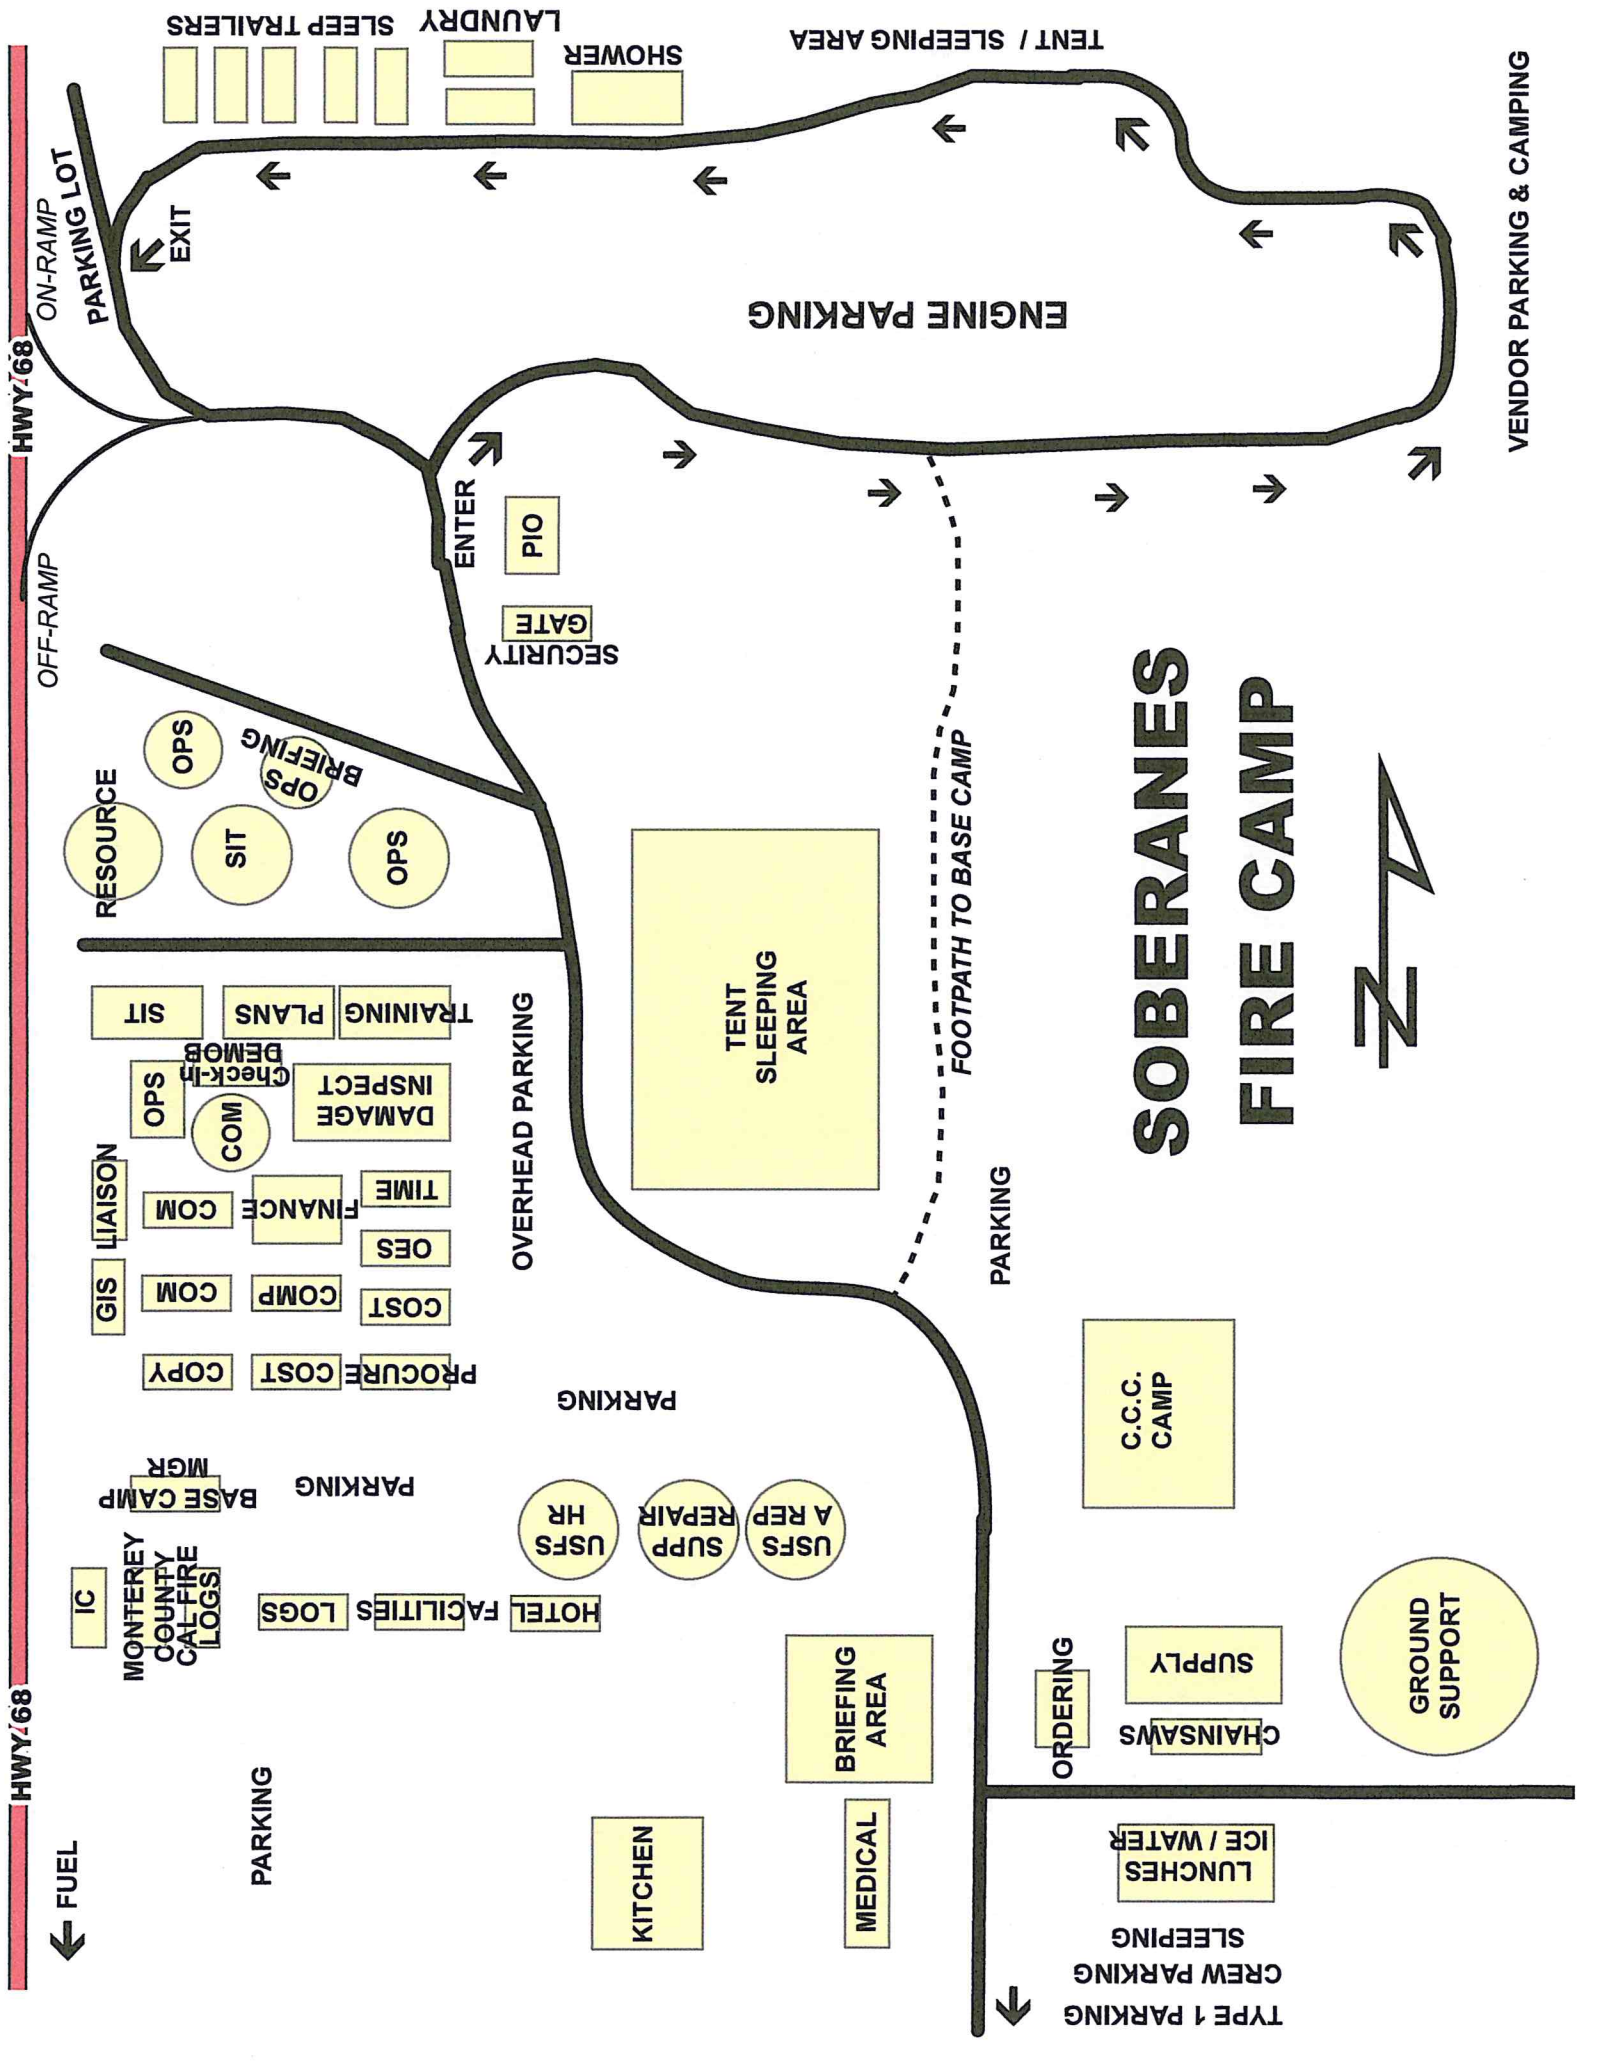 HWY 68
HWY 68
← FUEL
OFF-RAMP
ON-RAMP
PARKING LOT
EXIT
SLEEP TRAILERS
LAUNDRY
SHOWER
TENT / SLEEPING AREA
ENGINE PARKING
VENDOR PARKING & CAMPING
ENTER
PIO
SECURITY
GATE
OPS
OPS
BRIEFING
RESOURCE
SIT
OPS
SIT
PLANS
TRAINING
DEMOB
Check-In
OPS
COM
DAMAGE
INSPECT
LIAISON
COM
FINANCE
TIME
OES
GIS
COM
COMP
COST
COPY
COST
PROCURE
OVERHEAD PARKING
TENT
SLEEPING
AREA
FOOTPATH TO BASE CAMP
PARKING
PARKING
PARKING
PARKING
BASE CAMP
MGR
IC
MONTEREY
COUNTY
CAL FIRE
LOGS
LOGS
FACILITIES
HOTEL
USFS
HR
SUPP
REPAIR
USFS
A REP
BRIEFING
AREA
KITCHEN
MEDICAL
C.C.C.
CAMP
ORDERING
SUPPLY
CHAINSAWS
GROUND
SUPPORT
LUNCHES
ICE / WATER
SLEEPING
CREW PARKING
TYPE 1 PARKING
SOBERANES
FIRE CAMP
N